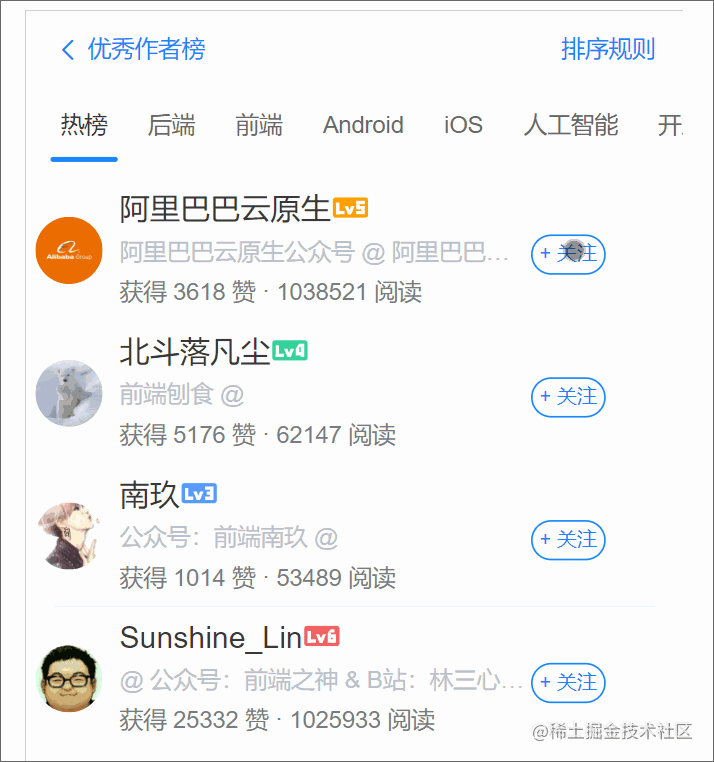 优秀作者榜 排序规则
热榜 后端 前端 Android iOS 人工智能 开
阿里巴巴云原生 Lv5
Alibaba Group
阿里巴巴云原生公众号 @ 阿里巴巴...
+ 关注
获得 3618 赞 · 1038521 阅读
北斗落凡尘 Lv4
前端刨食 @
+ 关注
获得 5176 赞 · 62147 阅读
南玖 Lv3
公众号：前端南玖 @
+ 关注
获得 1014 赞 · 53489 阅读
Sunshine_Lin Lv6
@ 公众号：前端之神 & B站：林三心...
+ 关注
获得 25332 赞 · 1025933 阅读
@稀土掘金技术社区